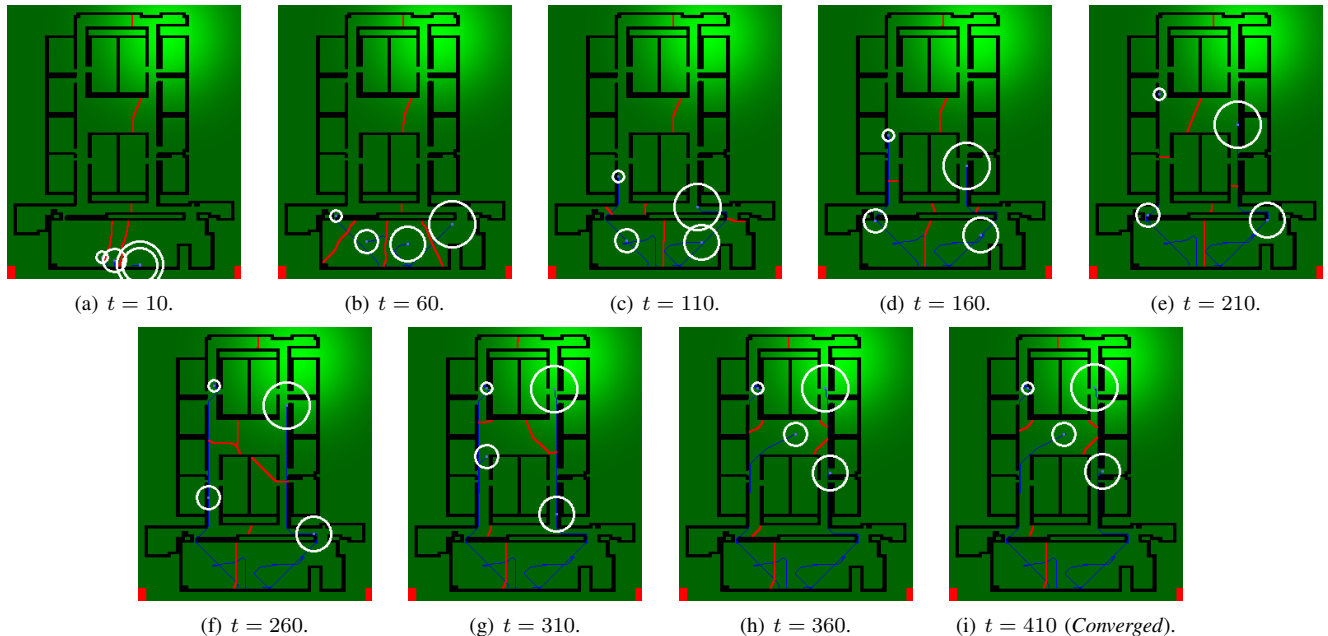 (a) t = 10.
(b) t = 60.
(c) t = 110.
(d) t = 160.
(e) t = 210.
(f) t = 260.
(g) t = 310.
(h) t = 360.
(i) t = 410 (Converged).